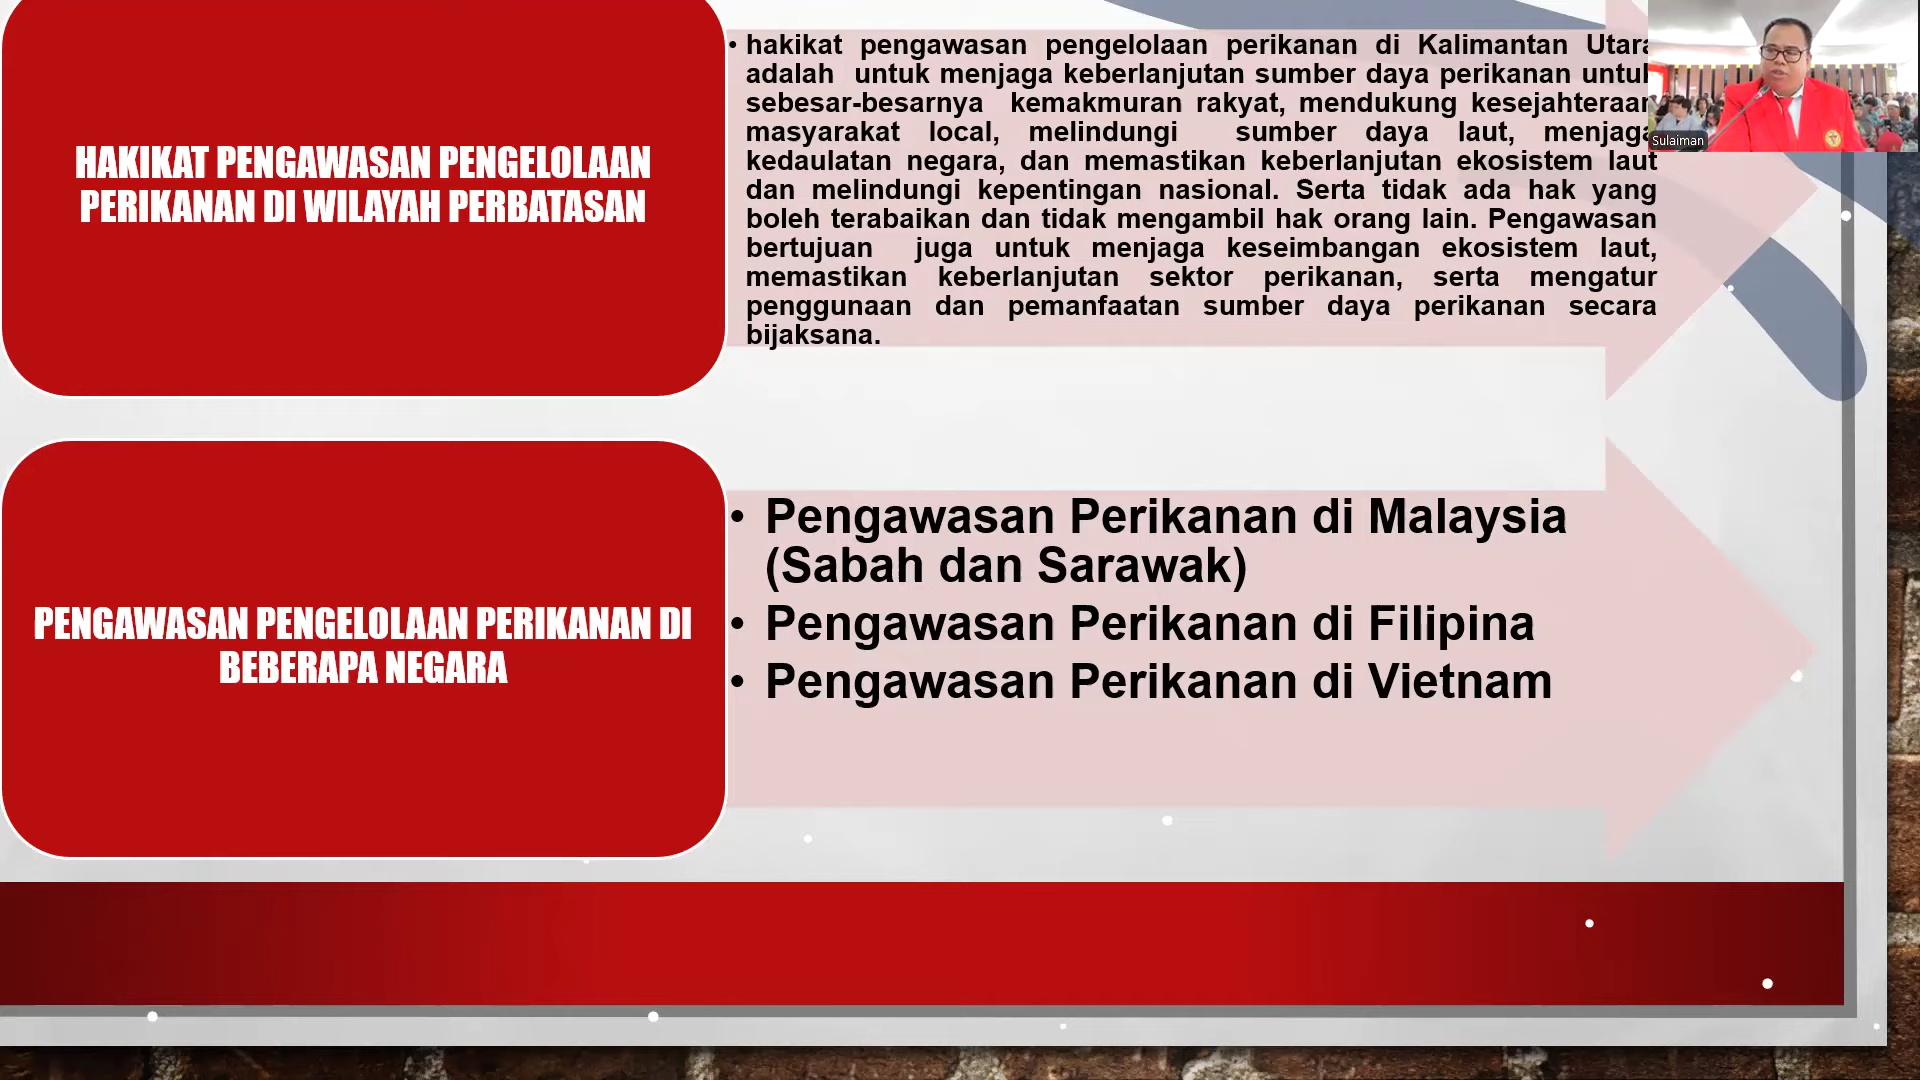 HAKIKAT PENGAWASAN PENGELOLAAN
PERIKANAN DI WILAYAH PERBATASAN
• hakikat pengawasan pengelolaan perikanan di Kalimantan Utara
adalah untuk menjaga keberlanjutan sumber daya perikanan untuk
sebesar-besarnya kemakmuran rakyat, mendukung kesejahteraan
masyarakat local, melindungi sumber daya laut, menjaga
kedaulatan negara, dan memastikan keberlanjutan ekosistem laut
dan melindungi kepentingan nasional. Serta tidak ada hak yang
boleh terabaikan dan tidak mengambil hak orang lain. Pengawasan
bertujuan juga untuk menjaga keseimbangan ekosistem laut,
memastikan keberlanjutan sektor perikanan, serta mengatur
penggunaan dan pemanfaatan sumber daya perikanan secara
bijaksana.
Sulaiman
PENGAWASAN PENGELOLAAN PERIKANAN DI
BEBERAPA NEGARA
• Pengawasan Perikanan di Malaysia
(Sabah dan Sarawak)
• Pengawasan Perikanan di Filipina
• Pengawasan Perikanan di Vietnam